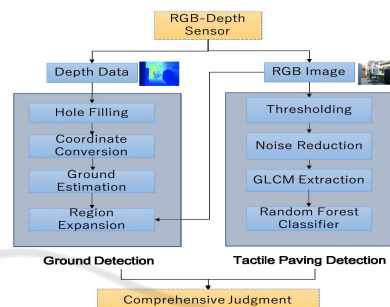 RGB-Depth
Sensor
Depth Data
RGB Image
Hole Filling
Coordinate
Conversion
Ground
Estimation
Region
Expansion
Ground Detection
Thresholding
Noise Reduction
GLCM Extraction
Random Forest
Classifier
Tactile Paving Detection
Comprehensive Judgment